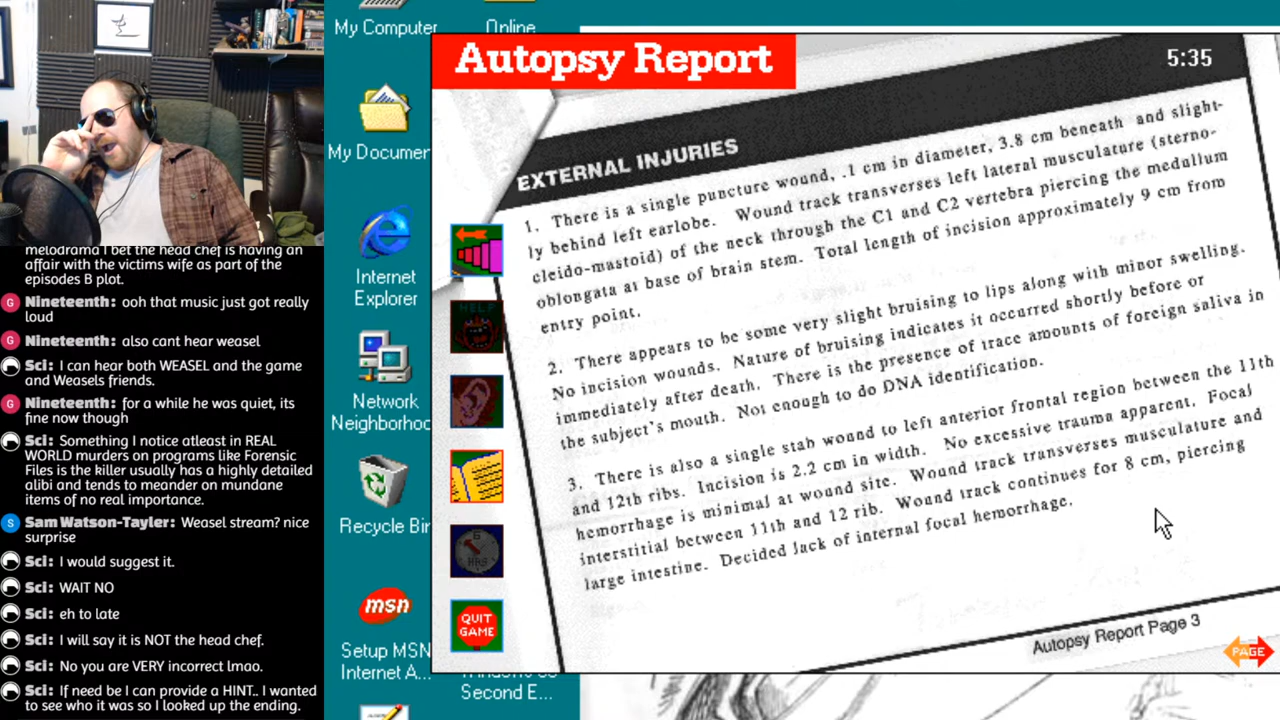 My Computer
Online
My Documen
Internet
Explorer
Network
Neighborhoo
Recycle Bin
msn
Setup MSN
Internet A...
Second E...
Autopsy Report
5:35
EXTERNAL INJURIES
1. There is a single puncture wound, .1 cm in diameter, 3.8 cm beneath and slight-
ly behind left earlobe. Wound track transverses left lateral musculature (sterno-
cleido-mastoid) of the neck through the C1 and C2 vertebra piercing the medullum
oblongata at base of brain stem. Total length of incision approximately 9 cm from
entry point.
2. There appears to be some very slight bruising to lips along with minor swelling.
No incision wounds. Nature of bruising indicates it occurred shortly before or
immediately after death. There is the presence of trace amounts of foreign saliva in
the subject's mouth. Not enough to do DNA identification.
3. There is also a single stab wound to left anterior frontal region between the 11th
and 12th ribs. Incision is 2.2 cm in width. No excessive trauma apparent. Focal
hemorrhage is minimal at wound site. Wound track transverses musculature and
interstitial between 11th and 12 rib. Wound track continues for 8 cm, piercing
large intestine. Decided lack of internal focal hemorrhage.
Autopsy Report Page 3
PAGE
HELP
6
HRS
QUIT
GAME
melodrama I bet the head chef is having an
affair with the victims wife as part of the
episodes B plot.
G Nineteenth: ooh that music just got really
loud
G Nineteenth: also cant hear weasel
Sci: I can hear both WEASEL and the game
and Weasels friends.
G Nineteenth: for a while he was quiet, its
fine now though
Sci: Something I notice atleast in REAL
WORLD murders on programs like Forensic
Files is the killer usually has a highly detailed
alibi and tends to meander on mundane
items of no real importance.
S Sam Watson-Tayler: Weasel stream? nice
surprise
Sci: I would suggest it.
Sci: WAIT NO
Sci: eh to late
Sci: I will say it is NOT the head chef.
Sci: No you are VERY incorrect lmao.
Sci: If need be I can provide a HINT.. I wanted
to see who it was so I looked up the ending.